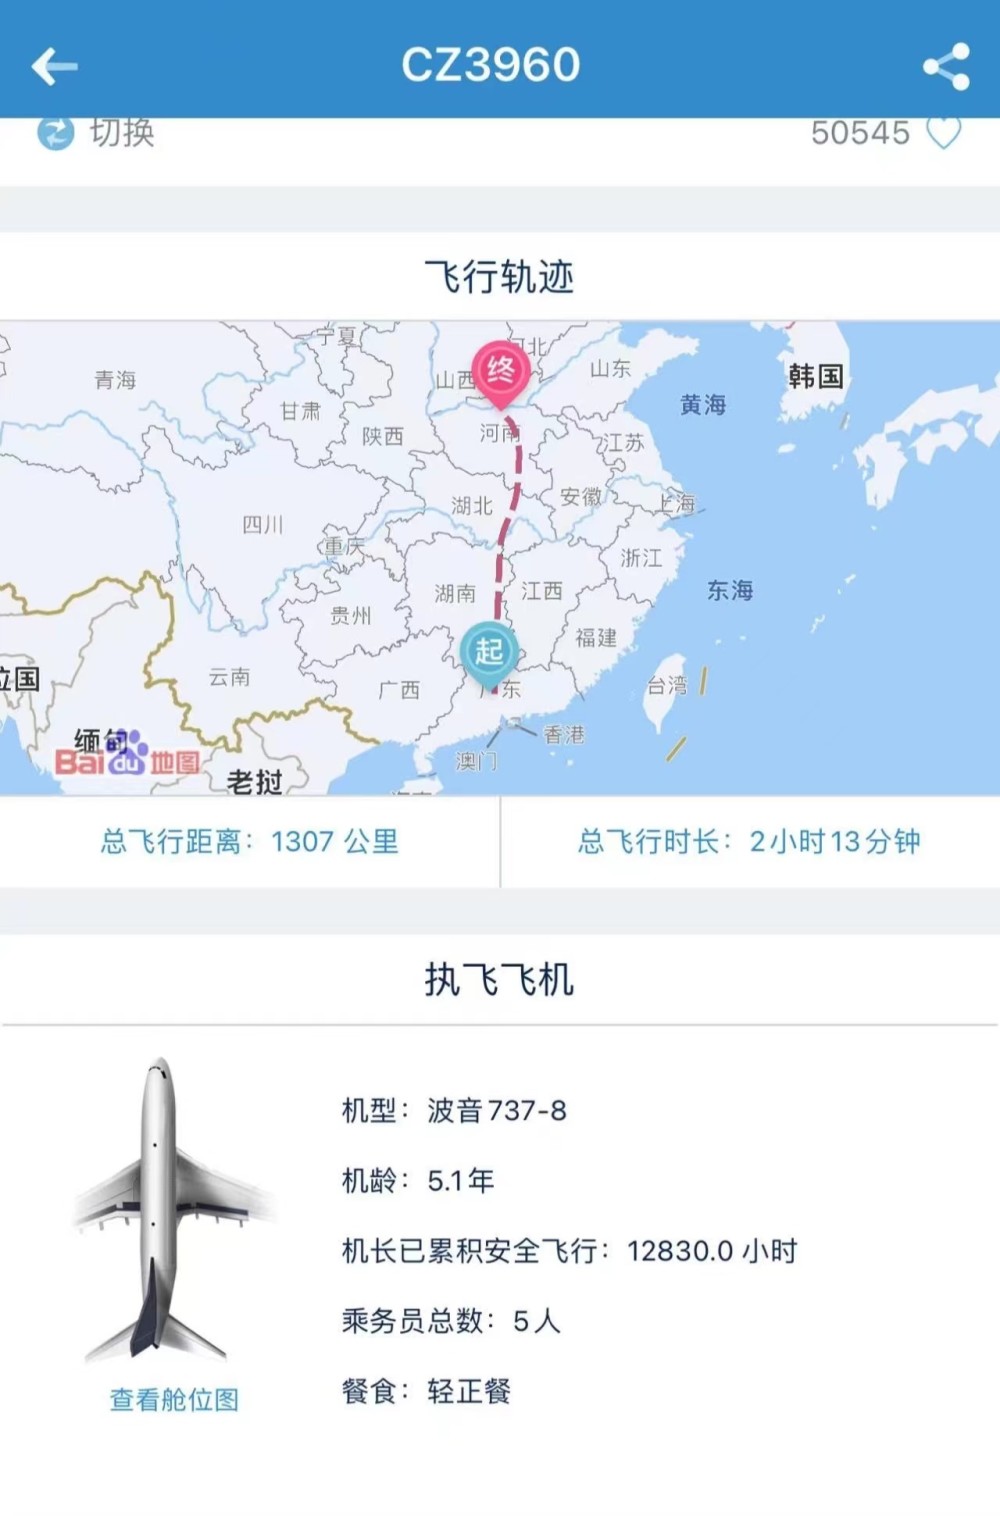 CZ3960
切换
50545
飞行轨迹
宁夏
河北
终
山东
韩国
青海
山西
甘肃
黄海
陕西
河南
江苏
湖北
安徽
上海
四川
重庆
浙江
湖南
江西
东海
贵州
福建
起
云南
广西
广东
台湾
拉国
缅甸
香港
Baidu地图
澳门
老挝
海南
总飞行距离：1307 公里
总飞行时长：2小时13分钟
执飞飞机
机型：波音737-8
机龄：5.1年
机长已累积安全飞行：12830.0 小时
乘务员总数：5人
餐食：轻正餐
查看舱位图